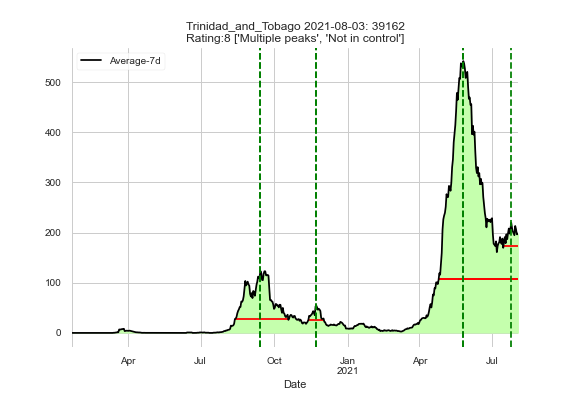 Trinidad_and_Tobago 2021-08-03: 39162
Rating:8 ['Multiple peaks', 'Not in control']
Average-7d
500
400
300
200
100
0
Apr Jul Oct Jan Apr Jul
2021
Date